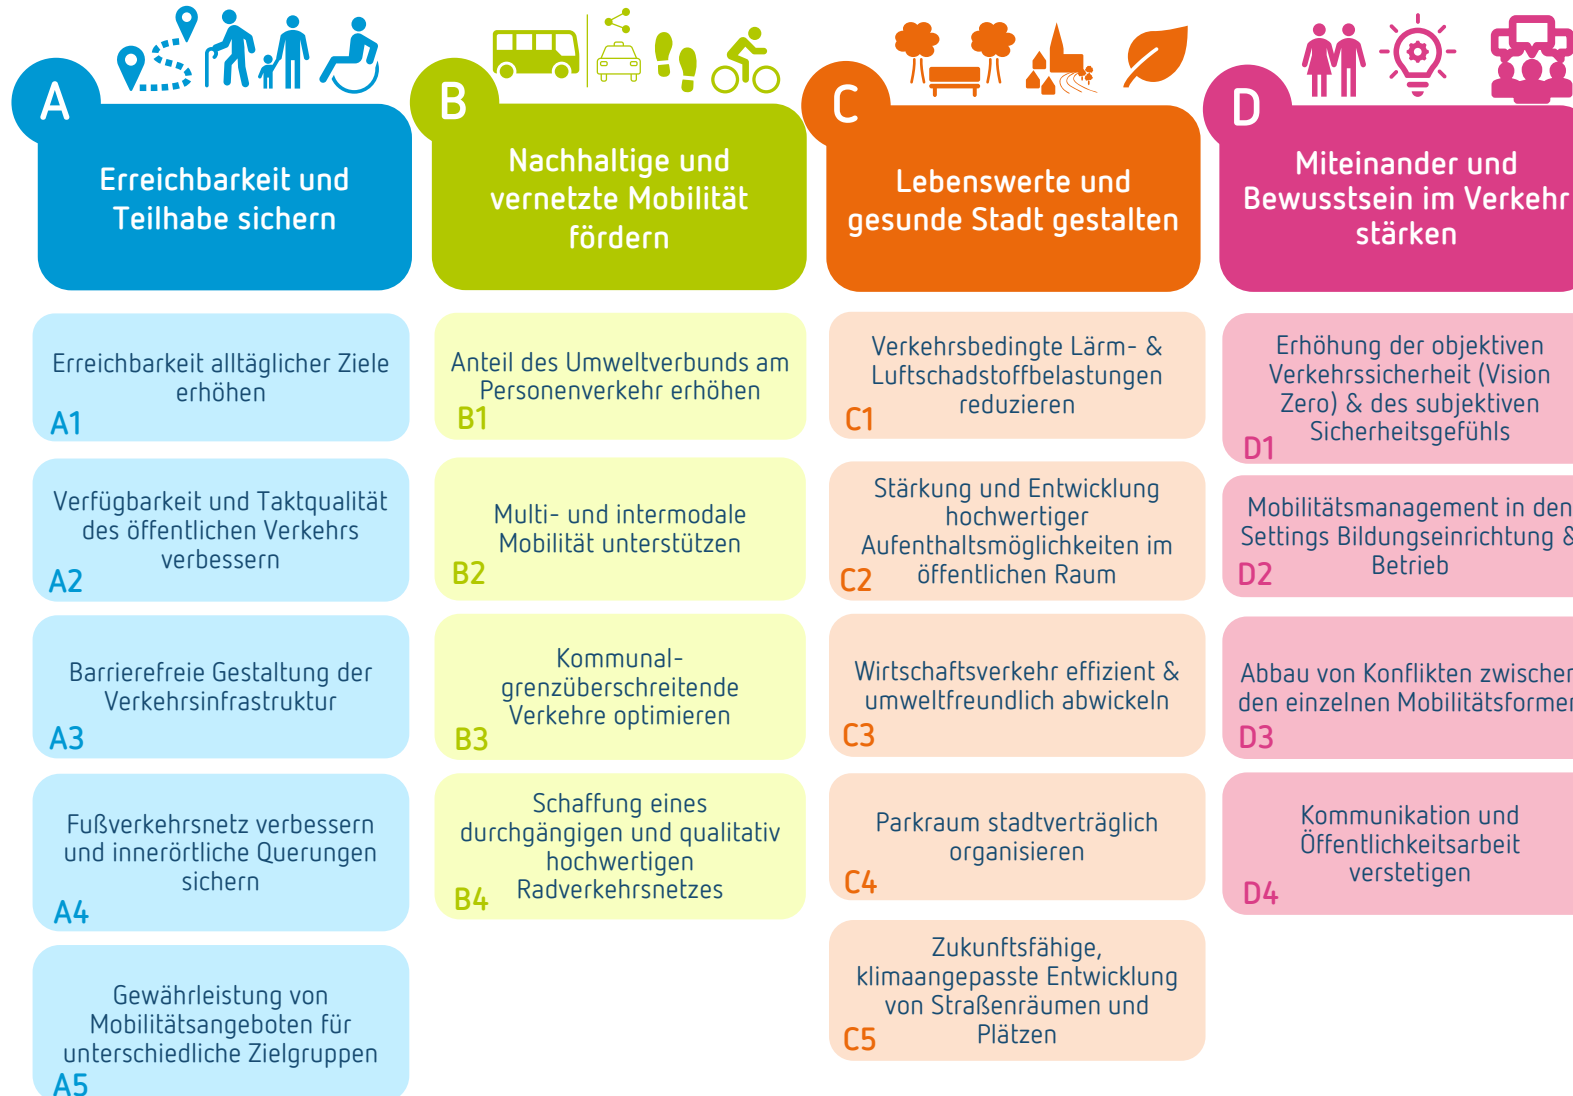 A
Erreichbarkeit und
Teilhabe sichern
Erreichbarkeit alltäglicher Ziele
erhöhen
A1
Verfügbarkeit und Taktqualität
des öffentlichen Verkehrs
verbessern
A2
Barrierefreie Gestaltung der
Verkehrsinfrastruktur
A3
Fußverkehrsnetz verbessern
und innerörtliche Querungen
sichern
A4
Gewährleistung von
Mobilitätsangeboten für
unterschiedliche Zielgruppen
A5
B
Nachhaltige und
vernetzte Mobilität
fördern
Anteil des Umweltverbunds am
Personenverkehr erhöhen
B1
Multi- und intermodale
Mobilität unterstützen
B2
Kommunal-
grenzüberschreitende
Verkehre optimieren
B3
Schaffung eines
durchgängigen und qualitativ
hochwertigen
Radverkehrsnetzes
B4
C
Lebenswerte und
gesunde Stadt gestalten
Verkehrsbedingte Lärm- &
Luftschadstoffbelastungen
reduzieren
C1
Stärkung und Entwicklung
hochwertiger
Aufenthaltsmöglichkeiten im
öffentlichen Raum
C2
Wirtschaftsverkehr effizient &
umweltfreundlich abwickeln
C3
Parkraum stadtverträglich
organisieren
C4
Zukunftsfähige,
klimaangepasste Entwicklung
von Straßenräumen und
Plätzen
C5
D
Miteinander und
Bewusstsein im Verkehr
stärken
Erhöhung der objektiven
Verkehrssicherheit (Vision
Zero) & des subjektiven
Sicherheitsgefühls
D1
Mobilitätsmanagement in den
Settings Bildungseinrichtung &
Betrieb
D2
Abbau von Konflikten zwischen
den einzelnen Mobilitätsformen
D3
Kommunikation und
Öffentlichkeitsarbeit
verstetigen
D4